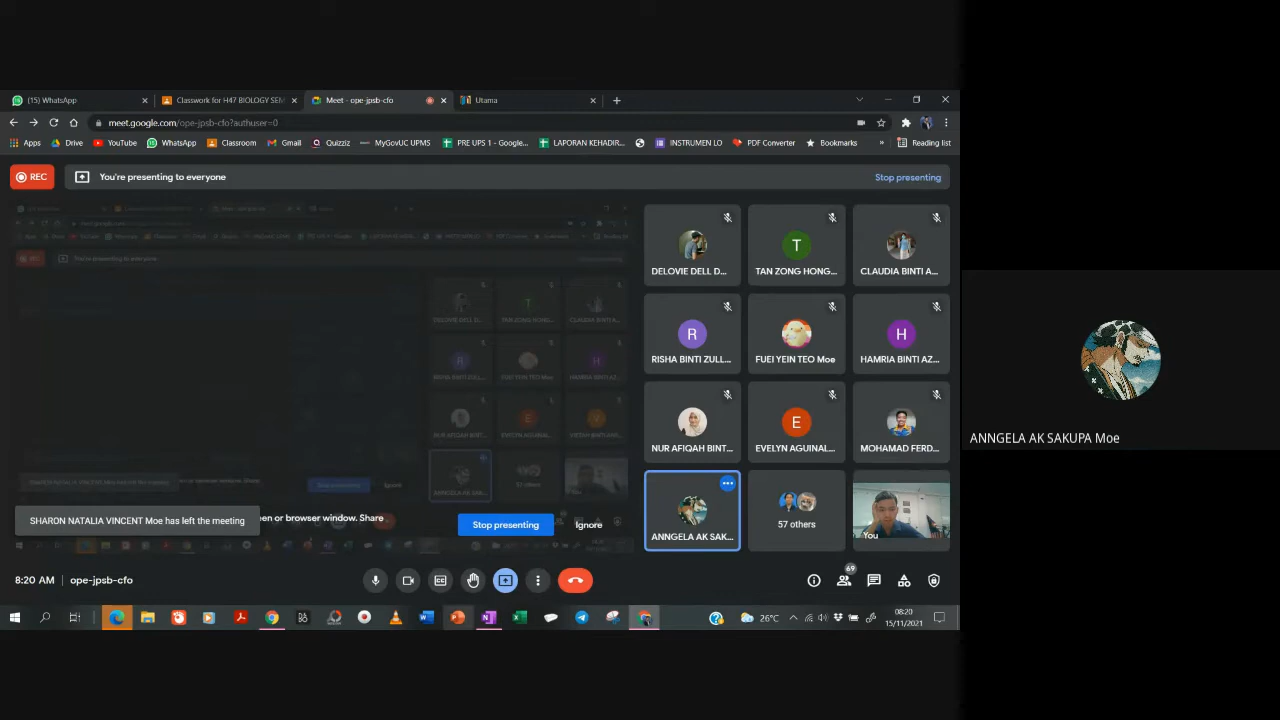 (15) WhatsApp
Classwork for H47 BIOLOGY SEM
Meet - ope-jpsb-cfo
Utama
meet.google.com/ope-jpsb-cfo?authuser=0
Apps Drive YouTube WhatsApp Classroom Gmail Quizziz MyGovUC UPMS PRE UPS 1 - Google... LAPORAN KEHADIR... INSTRUMEN LO PDF Converter Bookmarks » Reading list
REC
You're presenting to everyone
Stop presenting
DELOVIE DELL D...
T
TAN ZONG HONG...
CLAUDIA BINTI A...
R
RISHA BINTI ZULL...
FUEI YEIN TEO Moe
H
HAMRIA BINTI AZ...
NUR AFIQAH BINT...
E
EVELYN AGUINAL...
MOHAMAD FERD...
ANNGELA AK SAK...
57 others
You
SHARON NATALIA VINCENT Moe has left the meeting
een or browser window. Share
Stop presenting
Ignore
8:20 AM
ope-jpsb-cfo
69
26°C
08:20
15/11/2021
ANNGELA AK SAKUPA Moe